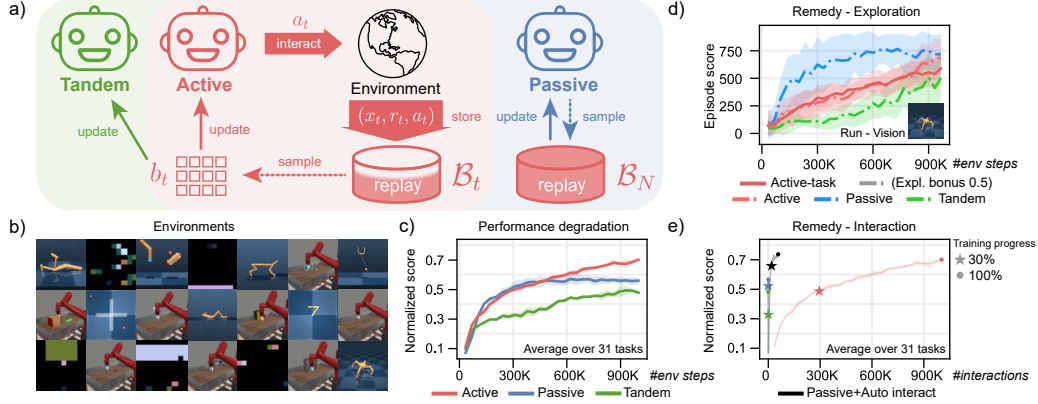 a)
Tandem
Active
a_t
interact
Environment
(x_t, r_t, a_t)
store
Passive
update
update
update
sample
b_t
sample
replay
B_t
replay
B_N
b)
Environments
c)
Performance degradation
Normalized score
0.7
0.5
0.3
0.1
Average over 31 tasks
0
300K
600K
900K
#env steps
Active
Passive
Tandem
d)
Remedy - Exploration
Episode score
750
500
250
0
Run - Vision
0
300K
600K
900K
#env steps
Active-task
(Expl. bonus 0.5)
Active
Passive
Tandem
e)
Remedy - Interaction
Normalized score
0.7
0.5
0.3
0.1
Average over 31 tasks
0
300K
600K
900K
#interactions
Passive+Auto interact
Training progress
30%
100%